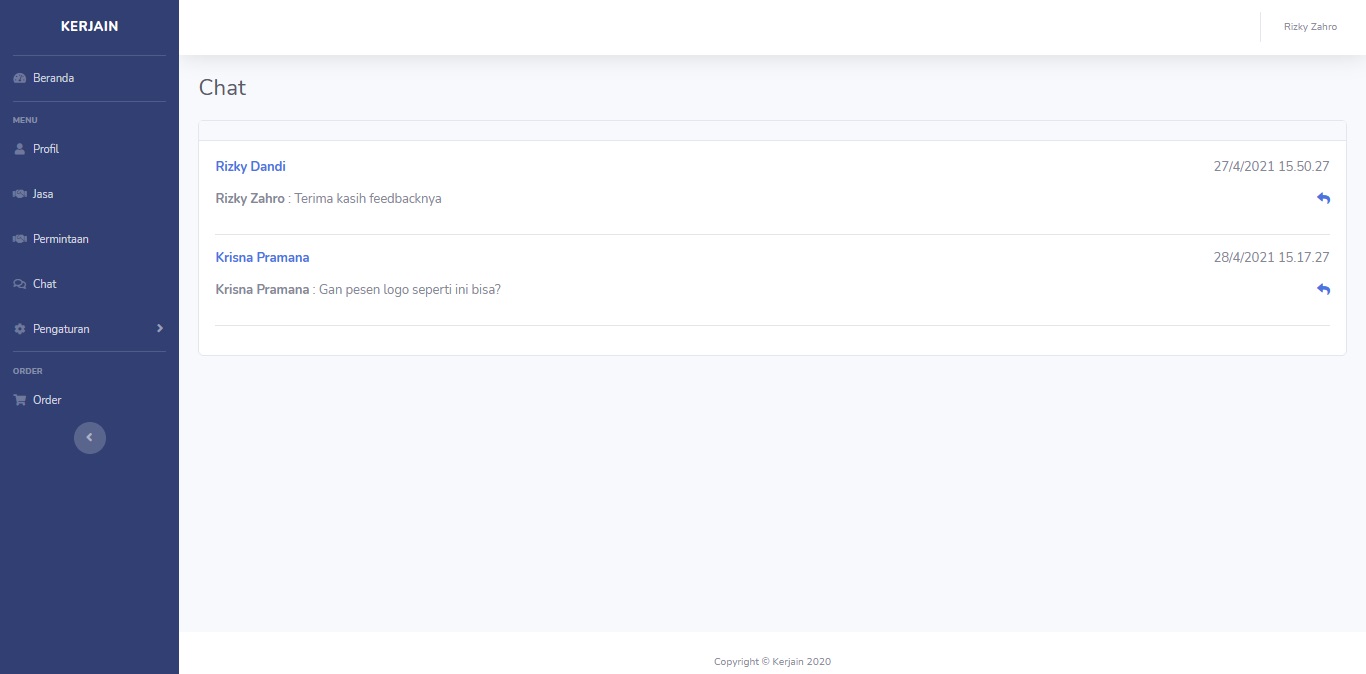 KERJAIN
Rizky Zahro
Beranda
MENU
Profil
Jasa
Permintaan
Chat
Pengaturan
ORDER
Order
Chat
Rizky Dandi 27/4/2021 15.50.27
Rizky Zahro : Terima kasih feedbacknya
Krisna Pramana 28/4/2021 15.17.27
Krisna Pramana : Gan pesen logo seperti ini bisa?
Copyright © Kerjain 2020